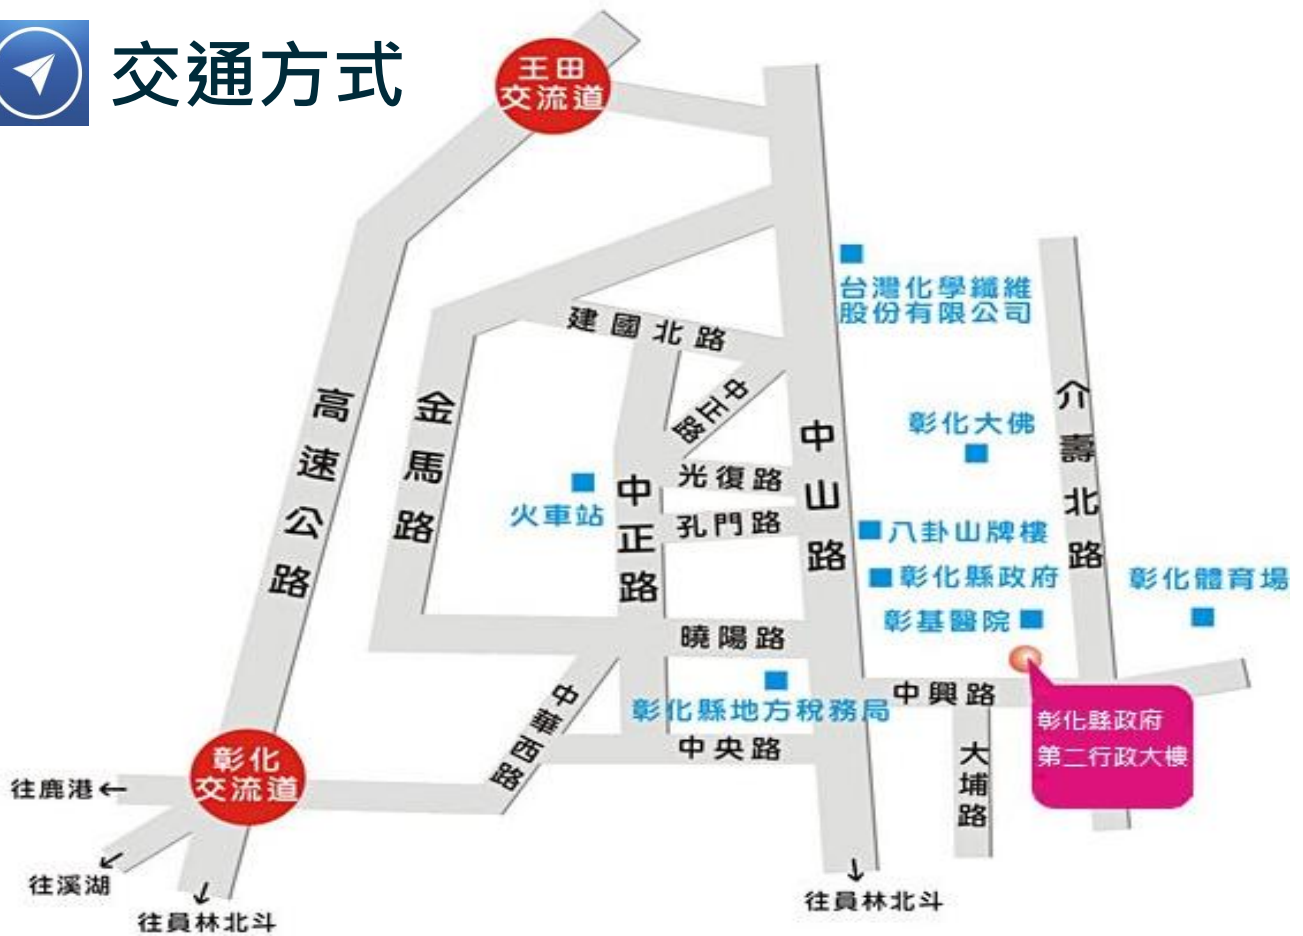 交通方式
王田
交流道
台灣化學纖維
股份有限公司
建國北路
中正路
高速公路
金馬路
介壽北路
彰化大佛
中山路
光復路
火車站
中正路
孔門路
八卦山牌樓
彰化縣政府
彰化體育場
彰基醫院
曉陽路
中華西路
彰化縣地方稅務局
中興路
彰化縣政府
第二行政大樓
中央路
大埔路
彰化
交流道
往鹿港
往溪湖
往員林北斗
往員林北斗